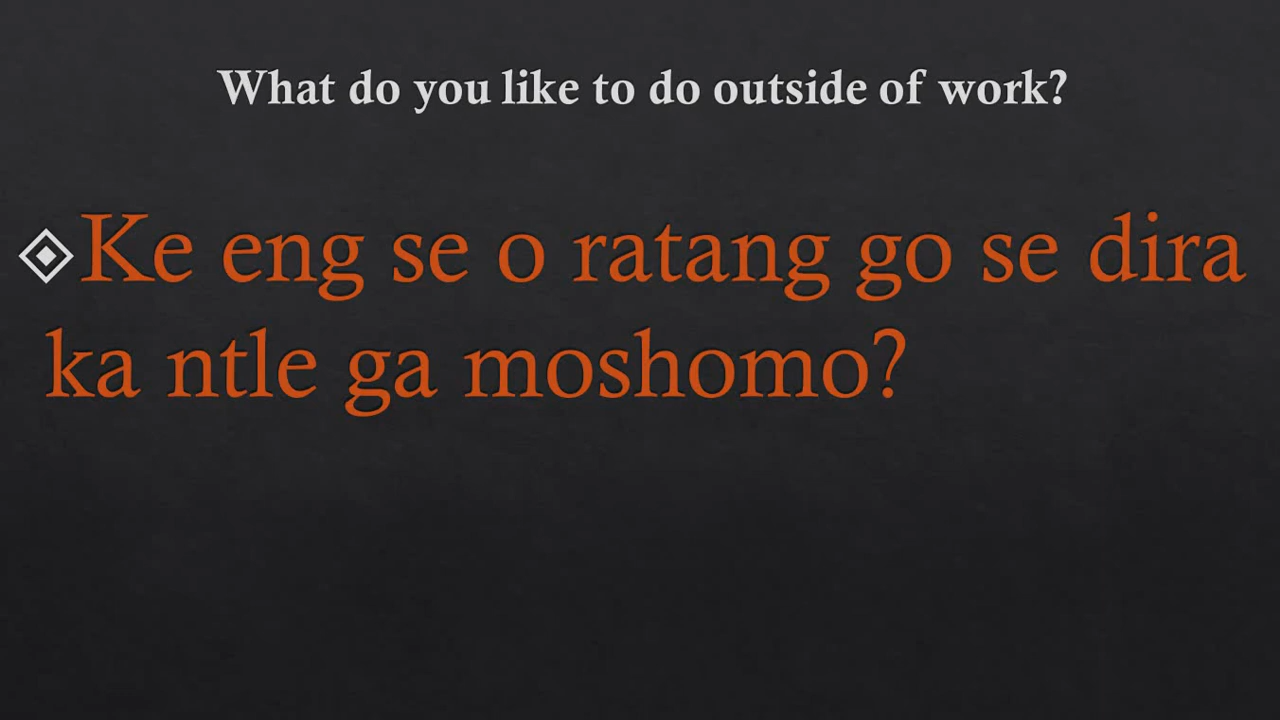 What do you like to do outside of work?
Ke eng se o ratang go se dira
ka ntle ga moshomo?